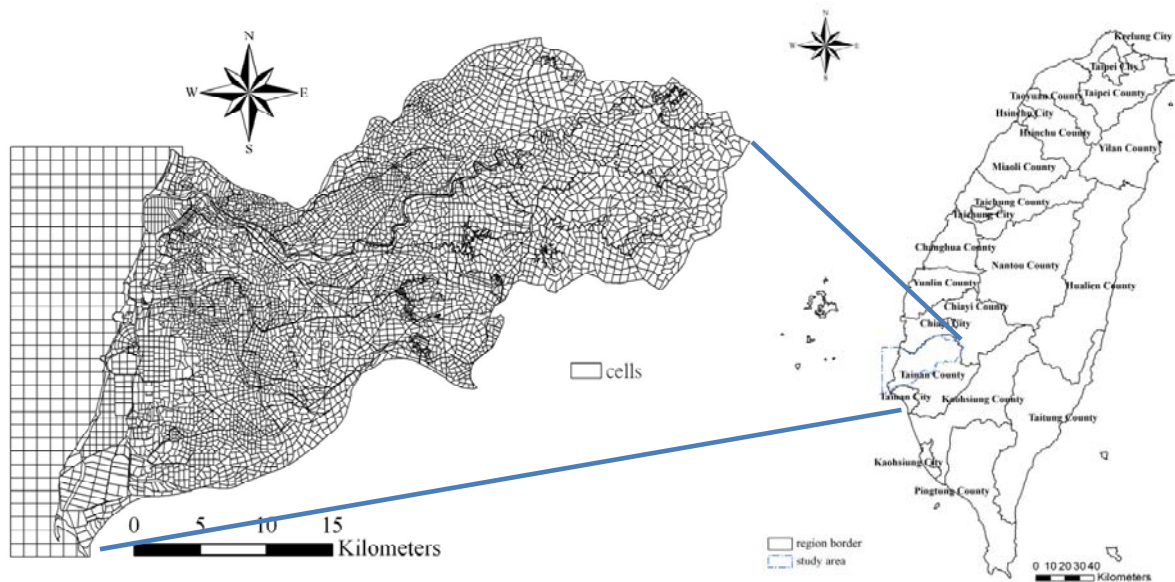 N
W E
S
cells
0 5 10 15
Kilometers
N
W E
S
Keelung City
Taipei City
Taipei County
Taoyuan County
Hsinchu City
Hsinchu County
Yilan County
Miaoli County
Taichung County
Taichung City
Changhua County
Nantou County
Hualien County
Yunlin County
Chiayi County
Chiayi City
Tainan County
Tainan City
Kaohsiung County
Taitung County
Kaohsiung City
Pingtung County
region border
study area
0 10 20 30 40
Kilometers